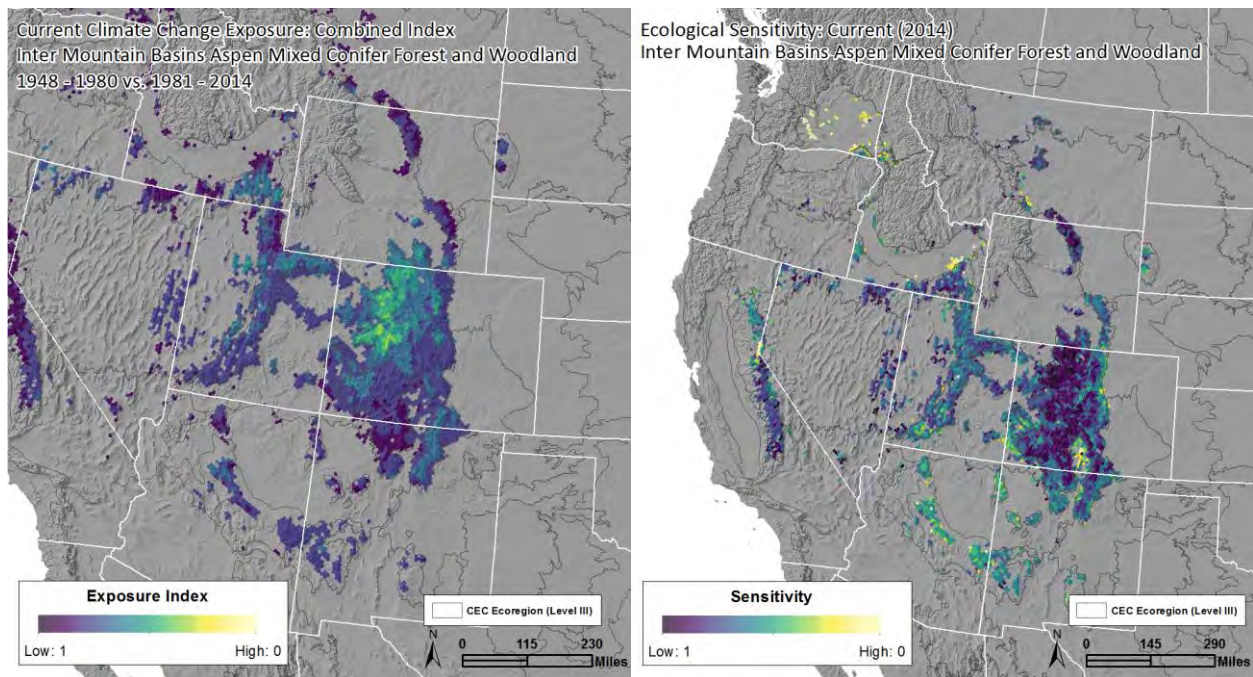 Current Climate Change Exposure: Combined Index
Inter Mountain Basins Aspen Mixed Conifer Forest and Woodland
1948 - 1980 vs. 1981 - 2014
Exposure Index
Low: 1
High: 0
CEC Ecoregion (Level III)
N
0 115 230
Miles
Ecological Sensitivity: Current (2014)
Inter Mountain Basins Aspen Mixed Conifer Forest and Woodland
Sensitivity
Low: 1
High: 0
CEC Ecoregion (Level III)
N
0 145 290
Miles